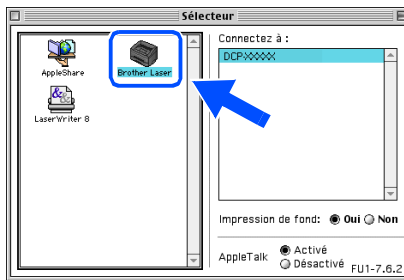 Sélecteur
AppleShare
Brother Laser
LaserWriter 8
Connectez à :
DCP-XXXXX
Impression de fond: Oui Non
AppleTalk
Activé
Désactivé
FU1-7.6.2